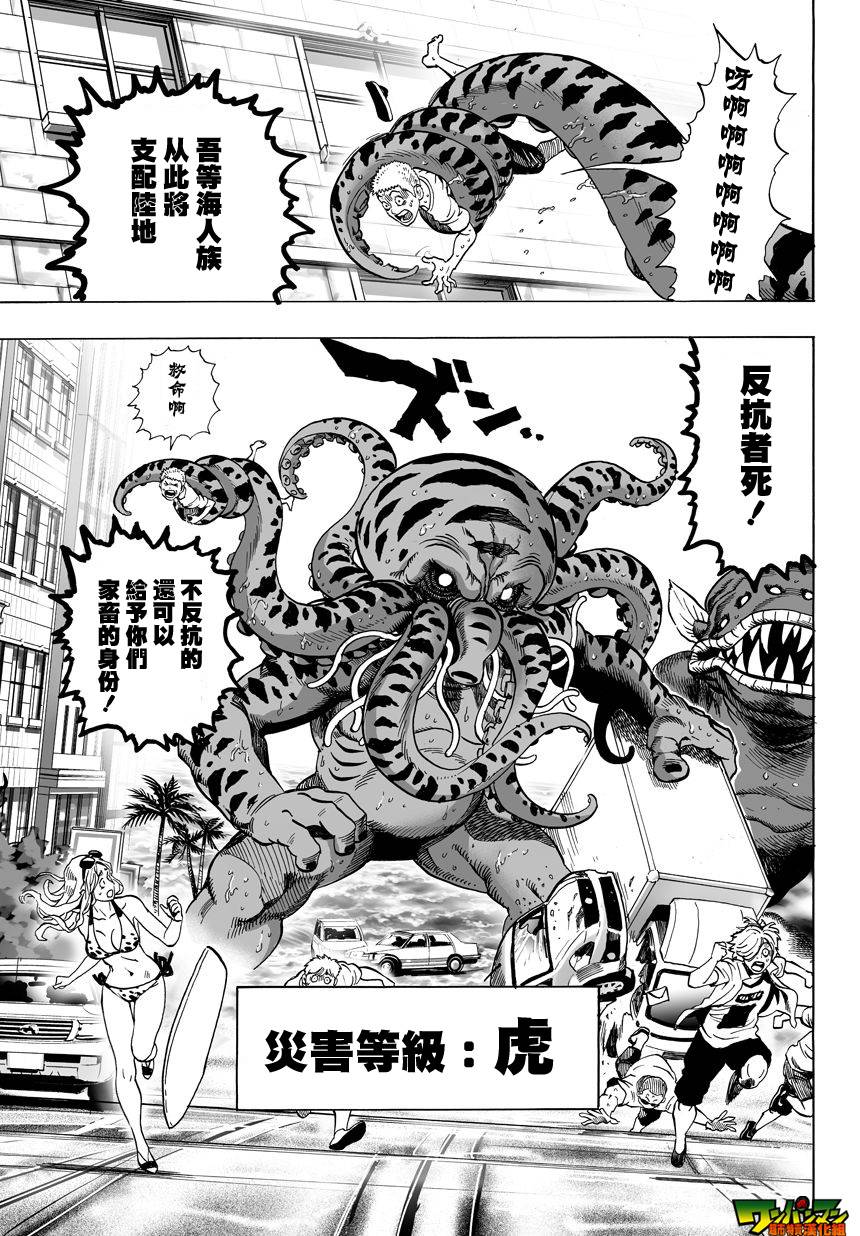 呀啊啊啊啊啊啊啊
吾等海人族
从此將
支配陸地
反抗者死！
ズン
救命啊
不反抗的
還可以
給予你們
家畜的身份！
災害等級：虎
ワンパンマン